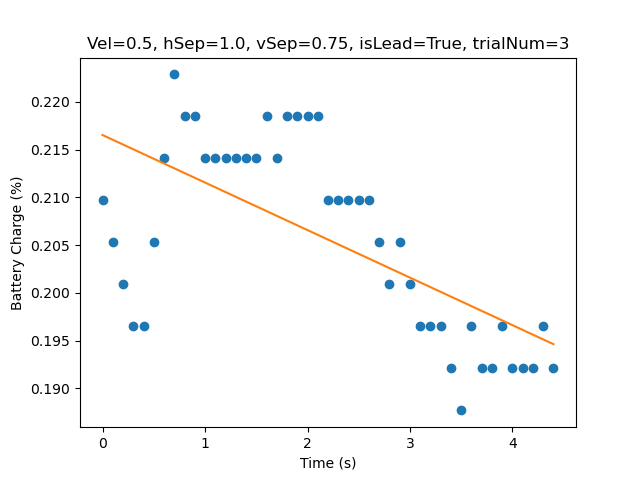 Vel=0.5, hSep=1.0, vSep=0.75, isLead=True, trialNum=3
0.220
0.215
0.210
0.205
0.200
0.195
0.190
Battery Charge (%)
0 1 2 3 4
Time (s)